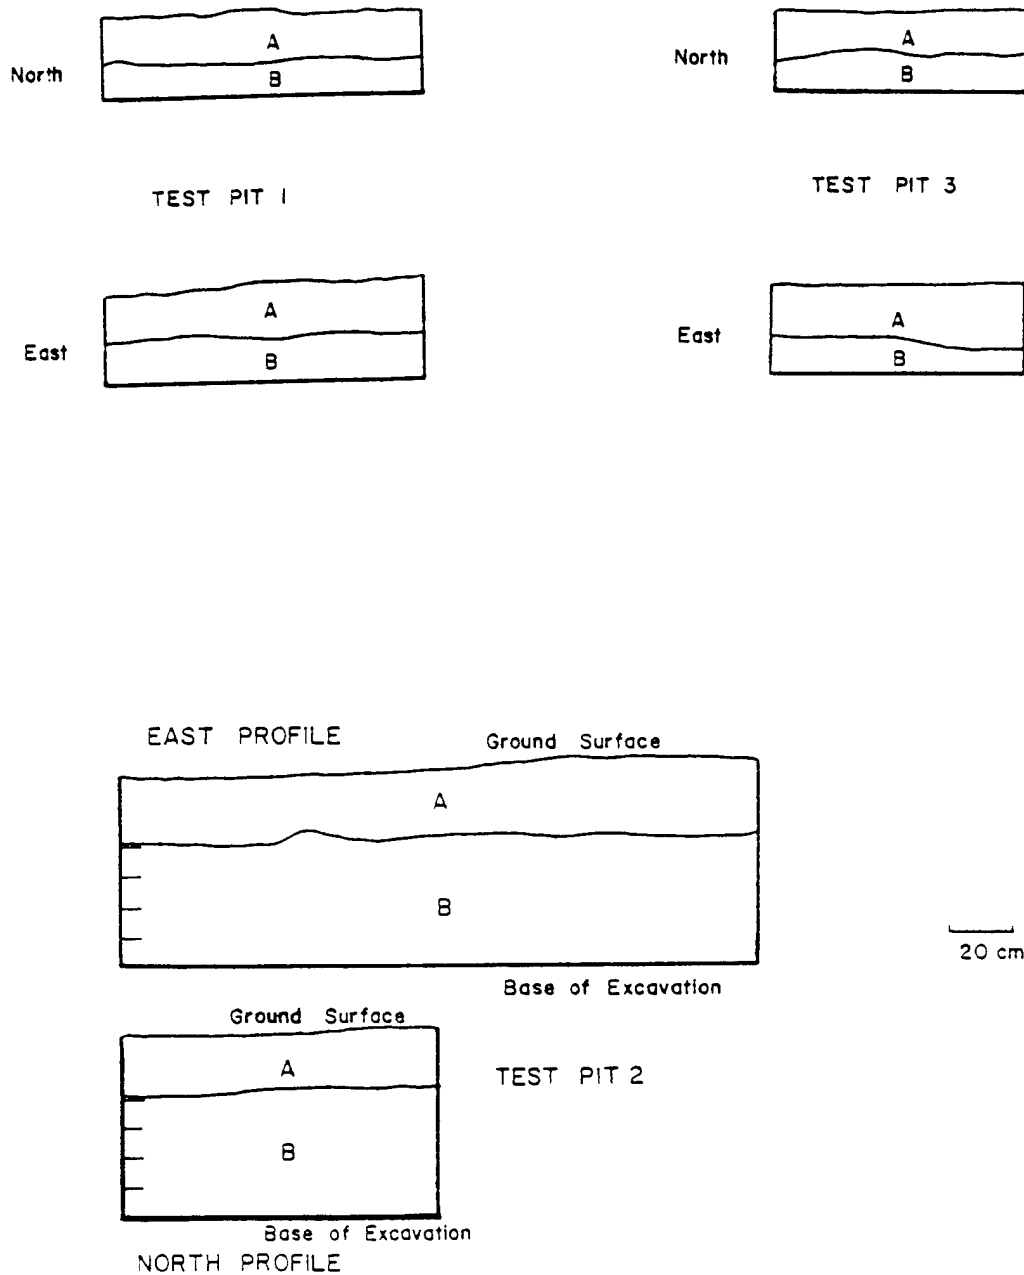 A
North
B
TEST PIT 1
A
East
B
North
A
B
TEST PIT 3
A
East
B
EAST PROFILE
Ground Surface
A
B
20 cm
Base of Excavation
Ground Surface
A
TEST PIT 2
B
Base of Excavation
NORTH PROFILE